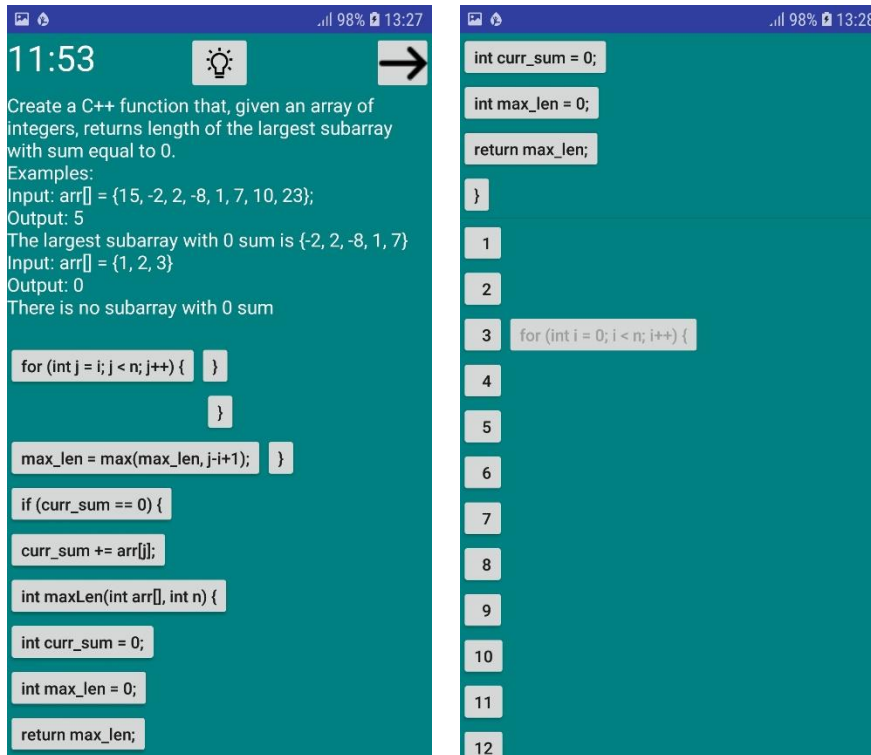 98% 13:27
11:53
Create a C++ function that, given an array of
integers, returns length of the largest subarray
with sum equal to 0.
Examples:
Input: arr[] = {15, -2, 2, -8, 1, 7, 10, 23};
Output: 5
The largest subarray with 0 sum is {-2, 2, -8, 1, 7}
Input: arr[] = {1, 2, 3}
Output: 0
There is no subarray with 0 sum
for (int j = i; j < n; j++) { }
}
max_len = max(max_len, j-i+1); }
if (curr_sum == 0) {
curr_sum += arr[j];
int maxLen(int arr[], int n) {
int curr_sum = 0;
int max_len = 0;
return max_len;
98% 13:28
int curr_sum = 0;
int max_len = 0;
return max_len;
}
1
2
3 for (int i = 0; i < n; i++) {
4
5
6
7
8
9
10
11
12